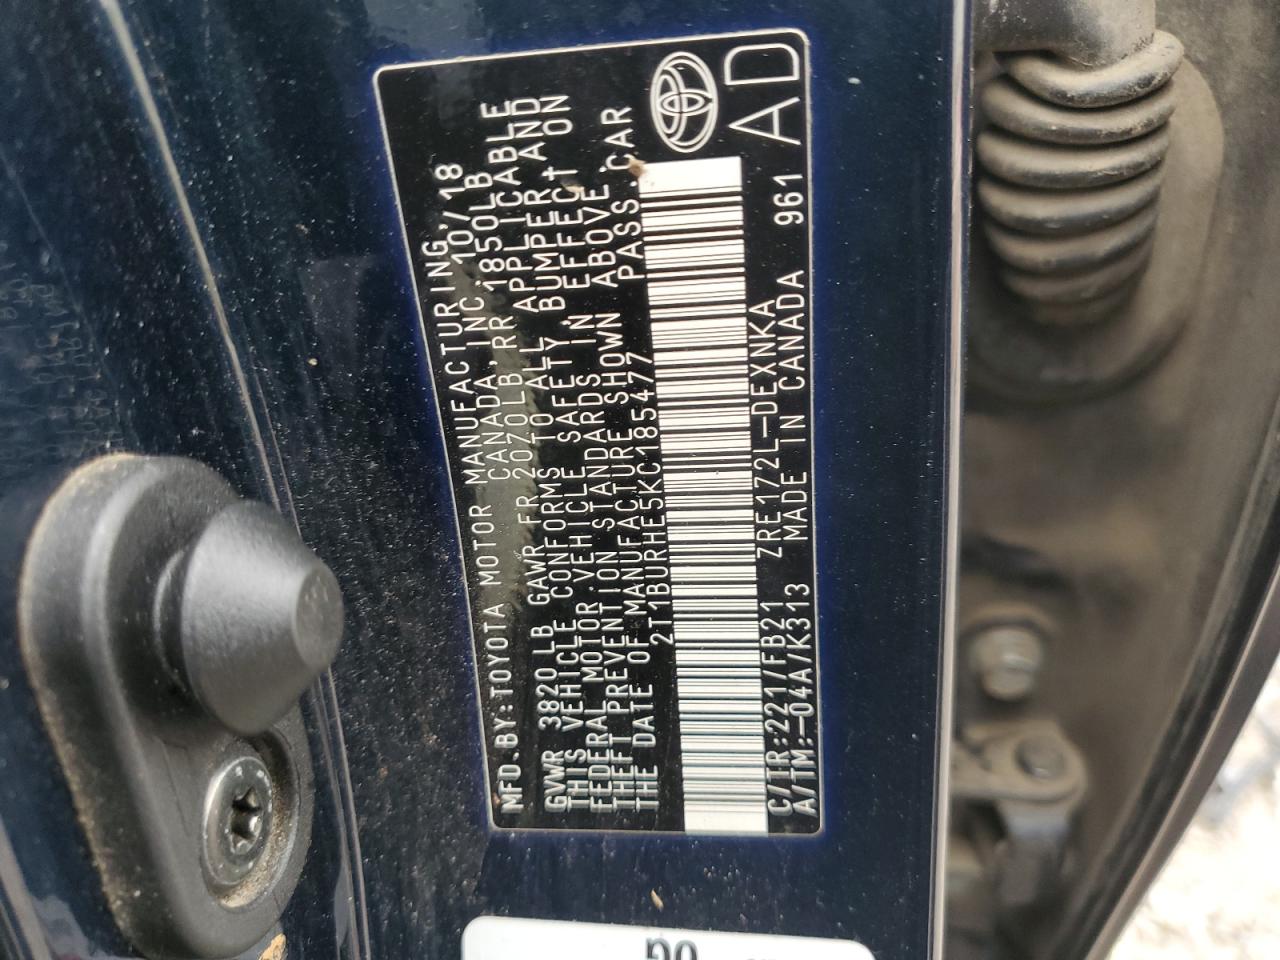 MFD.BY:TOYOTA MOTOR MANUFACTURING,
CANADA,INC. 10/18
GVWR 3820LB GAWR FR 2070LB,RR 1850LB
THIS VEHICLE CONFORMS TO ALL APPLICABLE
FEDERAL MOTOR VEHICLE SAFETY, BUMPER, AND
THEFT PREVENTION STANDARDS IN EFFECT ON
THE DATE OF MANUFACTURE SHOWN ABOVE.
2T1BURHE5KC185477 PASS.CAR
C/TR:221/FB21 ZRE172L-DEXNKA
A/TM:-04A/K313 MADE IN CANADA 961 AD